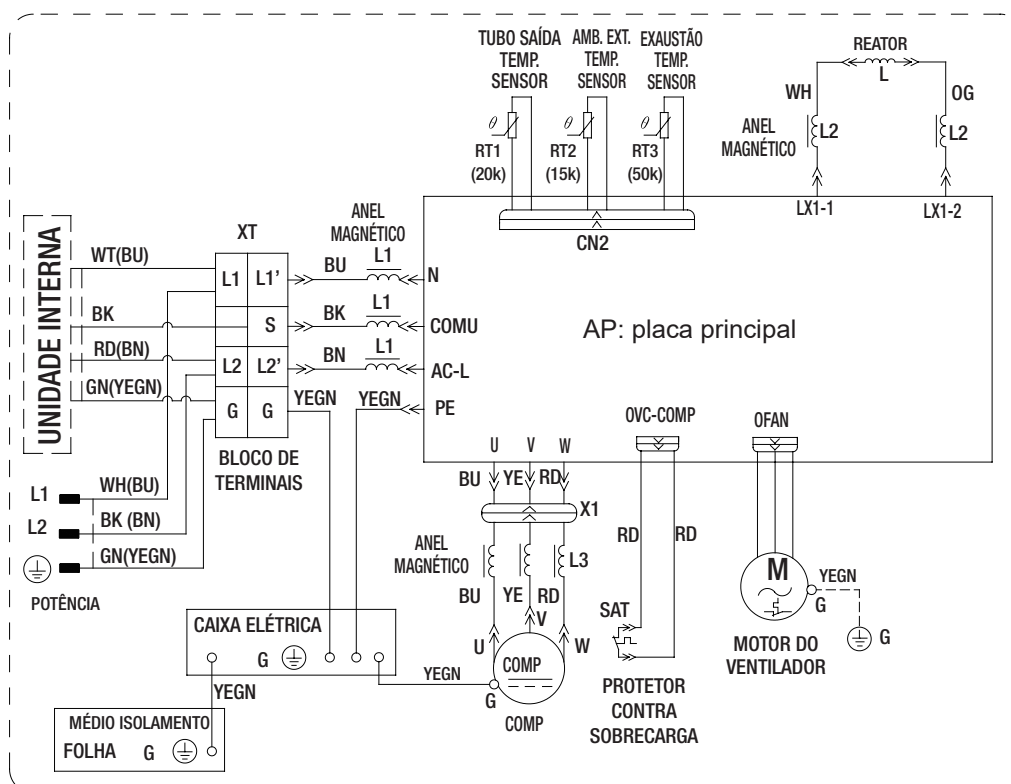 TUBO SAÍDA
TEMP.
SENSOR
AMB. EXT.
TEMP.
SENSOR
EXAUSTÃO
TEMP.
SENSOR
θ
RT1
(20k)
θ
RT2
(15k)
θ
RT3
(50k)
CN2
REATOR
L
WH
OG
ANEL
MAGNÉTICO
L2
L2
LX1-1
LX1-2
UNIDADE INTERNA
WT(BU)
BK
RD(BN)
GN(YEGN)
XT
L1
L1'
S
L2
L2'
G
G
BLOCO DE
TERMINAIS
ANEL
MAGNÉTICO
BU
L1
N
BK
L1
COMU
BN
L1
AC-L
YEGN
YEGN
PE
AP: placa principal
L1
WH(BU)
L2
BK (BN)
GN(YEGN)
POTÊNCIA
U
V
W
BU
YE
RD
X1
ANEL
MAGNÉTICO
L3
BU
YE
RD
U
V
W
COMP
G
COMP
OVC-COMP
RD
RD
SAT
PROTETOR
CONTRA
SOBRECARGA
OFAN
M
YEGN
G
G
MOTOR DO
VENTILADOR
CAIXA ELÉTRICA
G
YEGN
YEGN
MÉDIO ISOLAMENTO
FOLHA G